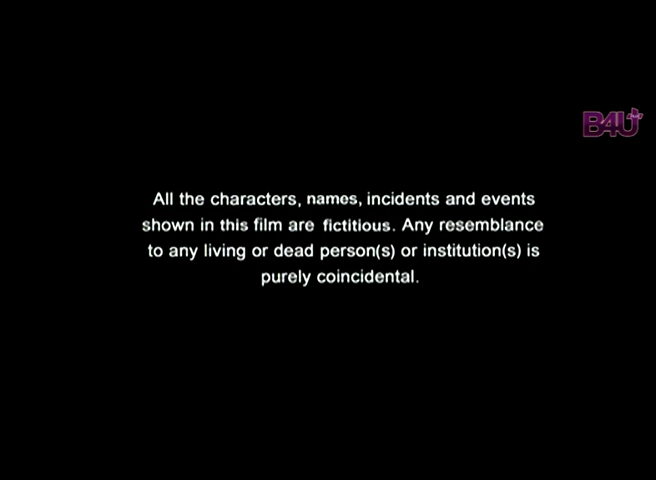 B4U
All the characters, names, incidents and events
shown in this film are fictitious. Any resemblance
to any living or dead person(s) or institution(s) is
purely coincidental.